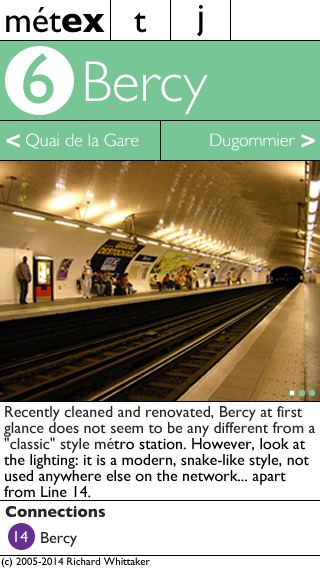 métex t j
6 Bercy
< Quai de la Gare Dugommier >
GRAND
DESTOCKAGE
Recently cleaned and renovated, Bercy at first
glance does not seem to be any different from a
"classic" style métro station. However, look at
the lighting: it is a modern, snake-like style, not
used anywhere else on the network... apart
from Line 14.
Connections
14 Bercy
(c) 2005-2014 Richard Whittaker